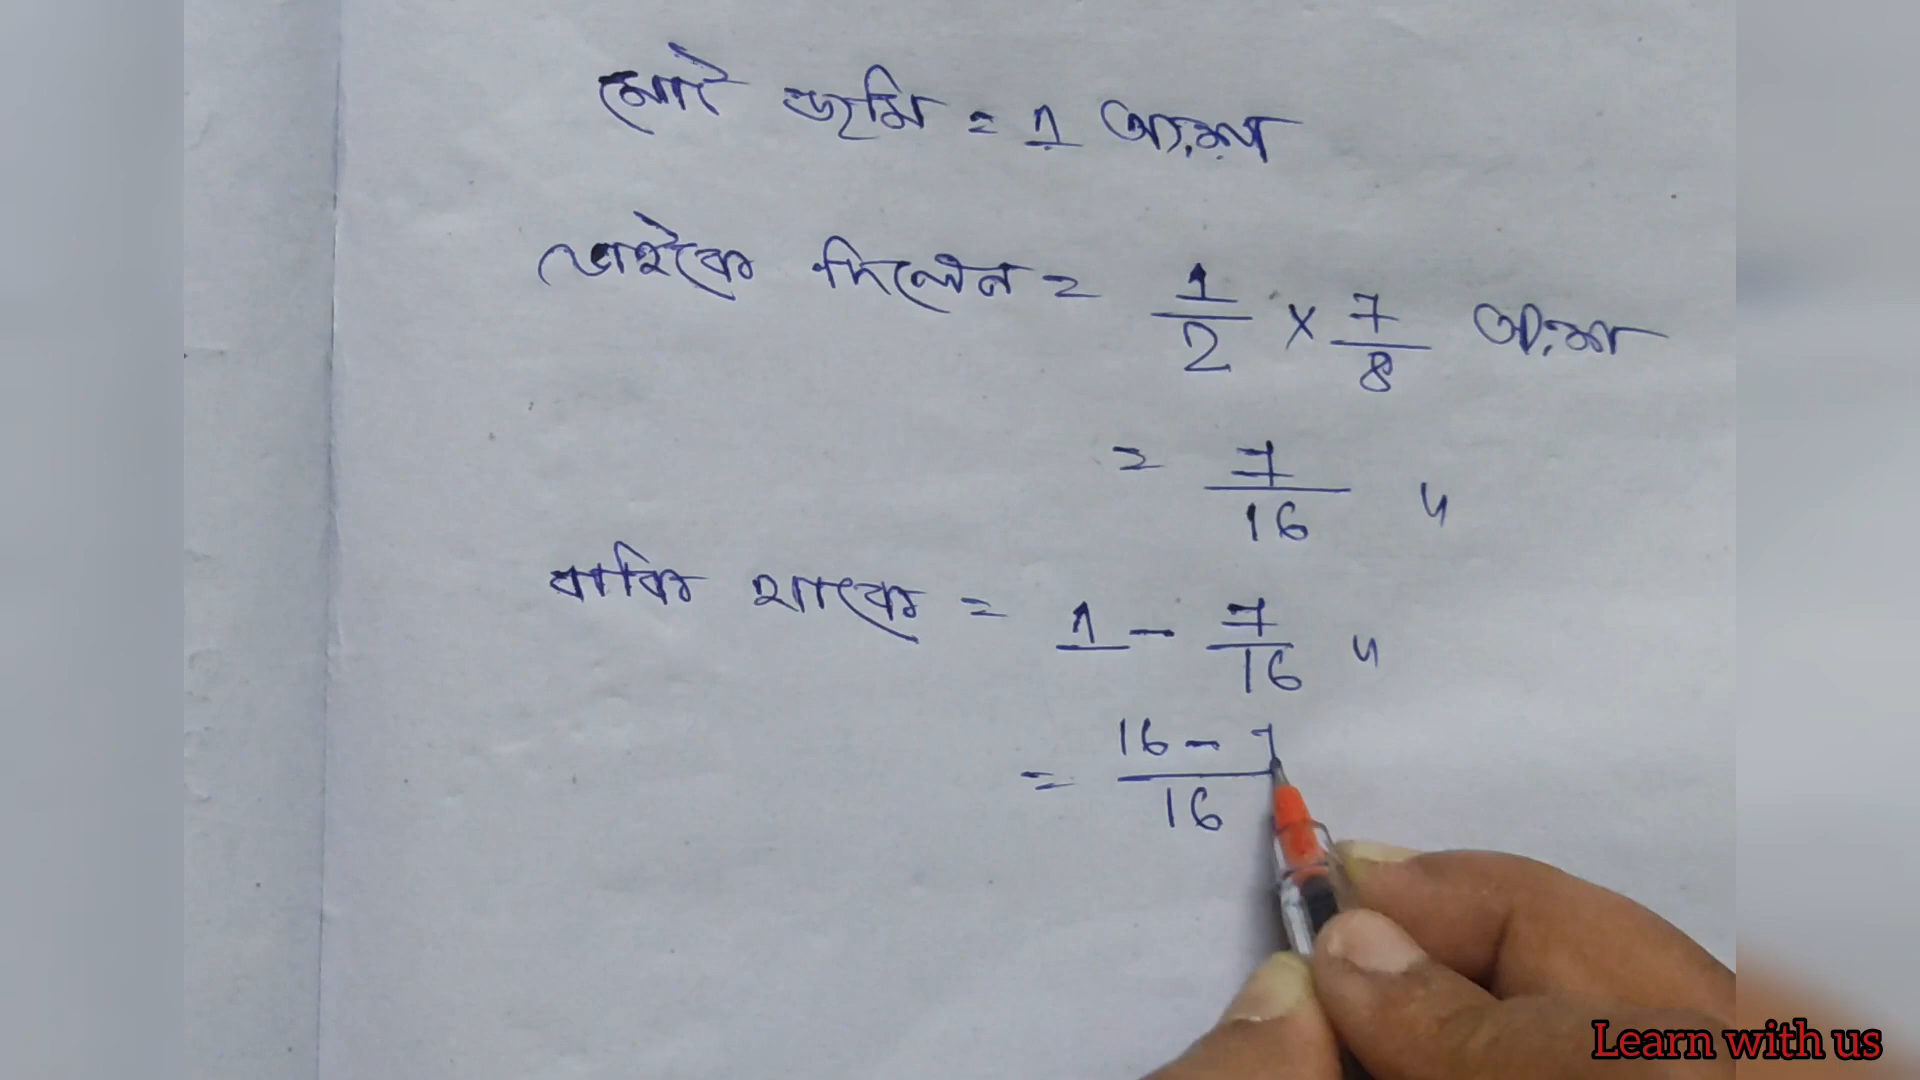 মোট জমি = 1 অংশ
ভাইকে দিলেন = 1/2 × 7/8 অংশ
= 7/16 "
বাকি থাকে = 1 - 7/16 "
= 16 - 7/16
Learn with us